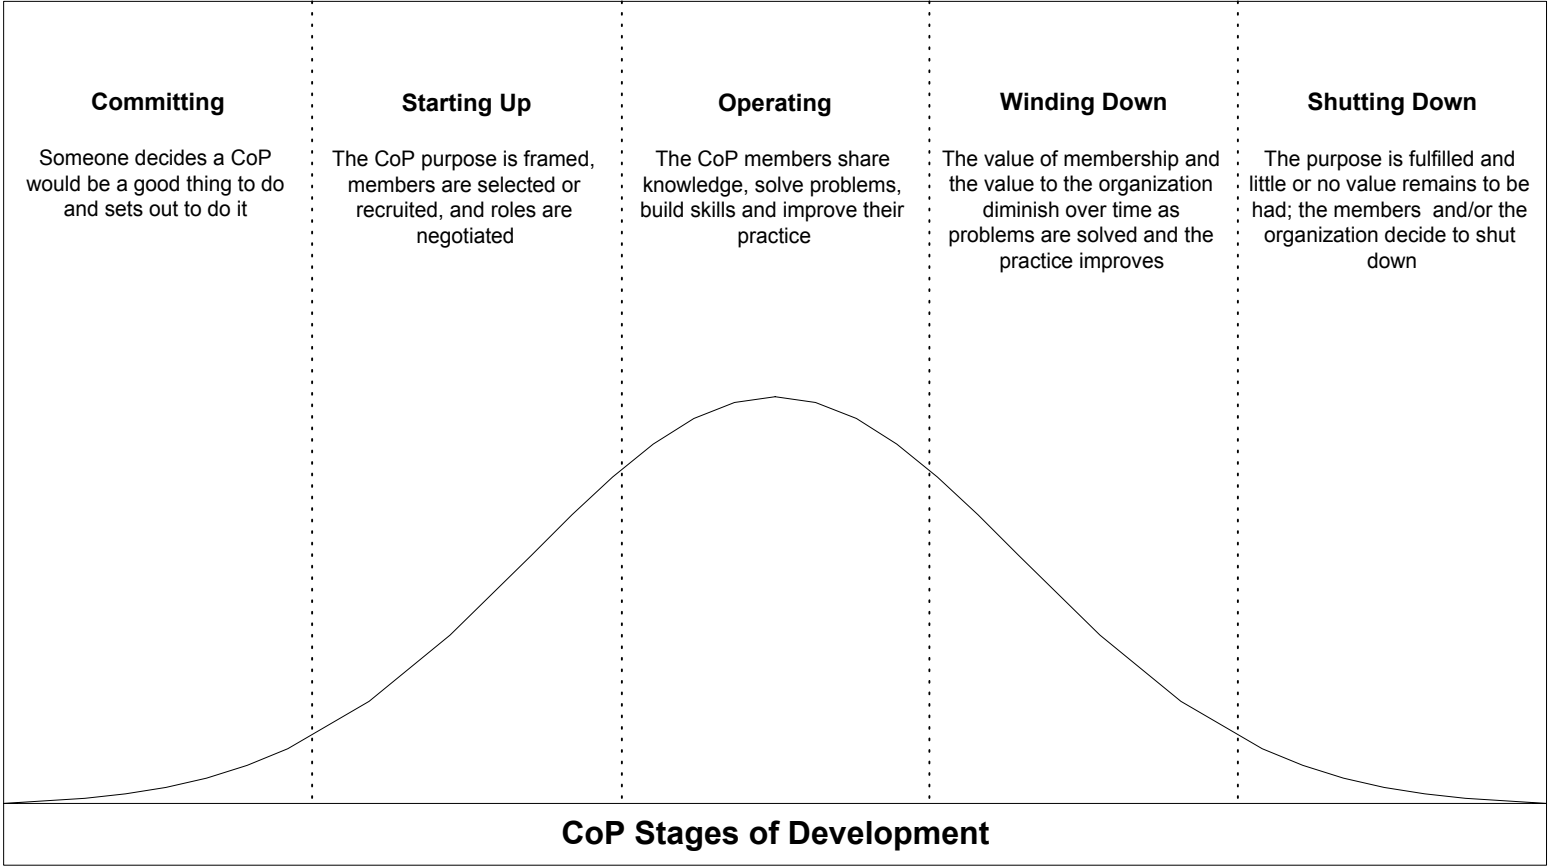 Committing
Someone decides a CoP
would be a good thing to do
and sets out to do it
Starting Up
The CoP purpose is framed,
members are selected or
recruited, and roles are
negotiated
Operating
The CoP members share
knowledge, solve problems,
build skills and improve their
practice
Winding Down
The value of membership and
the value to the organization
diminish over time as
problems are solved and the
practice improves
Shutting Down
The purpose is fulfilled and
little or no value remains to be
had; the members  and/or the
organization decide to shut
down
CoP Stages of Development